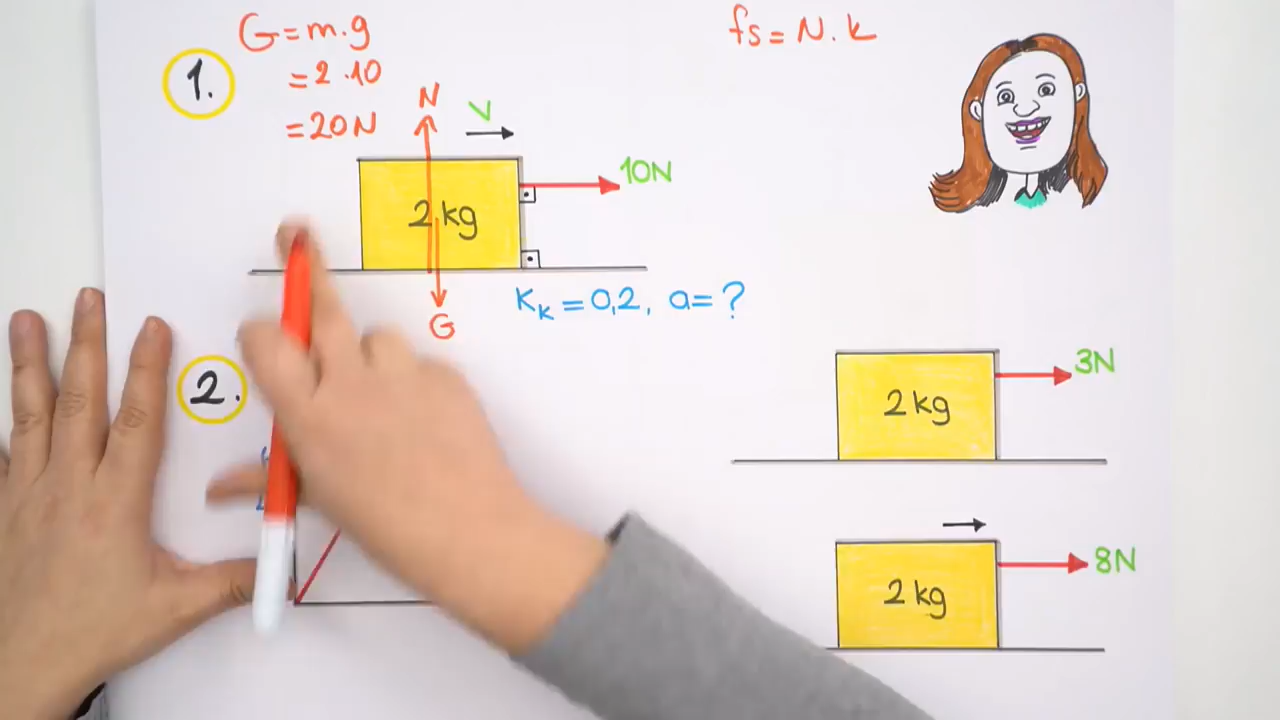 G=m.g
=2.10
=20N
fs=N.k
1.
N
V
10N
2kg
G
Kk=0,2, a=?
2.
3N
2kg
8N
2kg